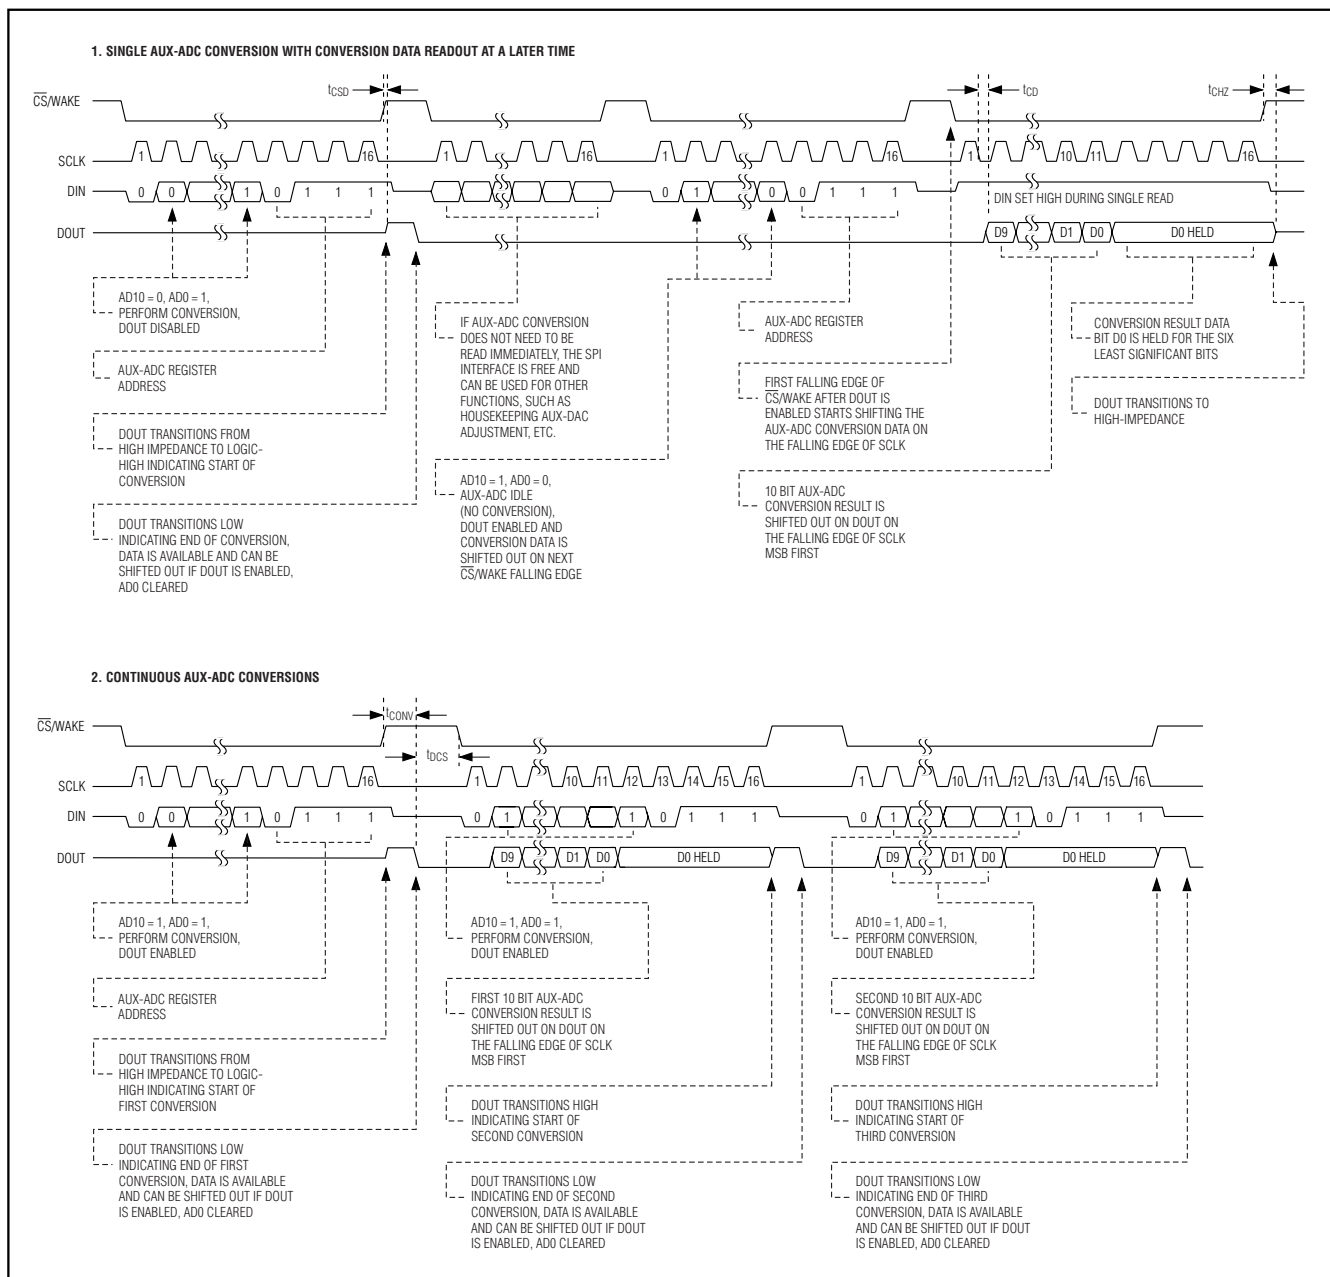 1. SINGLE AUX-ADC CONVERSION WITH CONVERSION DATA READOUT AT A LATER TIME
tCSD
tCD
tCHZ
CS/WAKE
SCLK
1
16
1
16
1
16
1
10
11
16
DIN
0
0
1
0
1
1
1
0
1
0
0
1
1
1
DIN SET HIGH DURING SINGLE READ
DOUT
D9
D1
D0
D0 HELD
AD10 = 0, AD0 = 1,
PERFORM CONVERSION,
DOUT DISABLED
AUX-ADC REGISTER
ADDRESS
DOUT TRANSITIONS FROM
HIGH IMPEDANCE TO LOGIC-
HIGH INDICATING START OF
CONVERSION
DOUT TRANSITIONS LOW
INDICATING END OF CONVERSION,
DATA IS AVAILABLE AND CAN BE
SHIFTED OUT IF DOUT IS ENABLED,
AD0 CLEARED
IF AUX-ADC CONVERSION
DOES NOT NEED TO BE
READ IMMEDIATELY, THE SPI
INTERFACE IS FREE AND
CAN BE USED FOR OTHER
FUNCTIONS, SUCH AS
HOUSEKEEPING AUX-DAC
ADJUSTMENT, ETC.
AD10 = 1, AD0 = 0,
AUX-ADC IDLE
(NO CONVERSION),
DOUT ENABLED AND
CONVERSION DATA IS
SHIFTED OUT ON NEXT
CS/WAKE FALLING EDGE
AUX-ADC REGISTER
ADDRESS
FIRST FALLING EDGE OF
CS/WAKE AFTER DOUT IS
ENABLED STARTS SHIFTING THE
AUX-ADC CONVERSION DATA ON
THE FALLING EDGE OF SCLK
10 BIT AUX-ADC
CONVERSION RESULT IS
SHIFTED OUT ON DOUT ON
THE FALLING EDGE OF SCLK
MSB FIRST
CONVERSION RESULT DATA
BIT D0 IS HELD FOR THE SIX
LEAST SIGNIFICANT BITS
DOUT TRANSITIONS TO
HIGH-IMPEDANCE
2. CONTINUOUS AUX-ADC CONVERSIONS
tCONV
CS/WAKE
tDCS
SCLK
1
16
1
10
11
12
13
14
15
16
1
10
11
12
13
14
15
16
DIN
0
0
1
0
1
1
1
0
1
1
0
1
1
1
0
1
1
0
1
1
1
DOUT
D9
D1
D0
D0 HELD
D9
D1
D0
D0 HELD
AD10 = 1, AD0 = 1,
PERFORM CONVERSION,
DOUT ENABLED
AUX-ADC REGISTER
ADDRESS
DOUT TRANSITIONS FROM
HIGH IMPEDANCE TO LOGIC-
HIGH INDICATING START OF
FIRST CONVERSION
DOUT TRANSITIONS LOW
INDICATING END OF FIRST
CONVERSION, DATA IS AVAILABLE
AND CAN BE SHIFTED OUT IF DOUT
IS ENABLED, AD0 CLEARED
AD10 = 1, AD0 = 1,
PERFORM CONVERSION,
DOUT ENABLED
FIRST 10 BIT AUX-ADC
CONVERSION RESULT IS
SHIFTED OUT ON DOUT ON
THE FALLING EDGE OF SCLK
MSB FIRST
DOUT TRANSITIONS HIGH
INDICATING START OF
SECOND CONVERSION
DOUT TRANSITIONS LOW
INDICATING END OF SECOND
CONVERSION, DATA IS AVAILABLE
AND CAN BE SHIFTED OUT IF DOUT
IS ENABLED, AD0 CLEARED
AD10 = 1, AD0 = 1,
PERFORM CONVERSION,
DOUT ENABLED
SECOND 10 BIT AUX-ADC
CONVERSION RESULT IS
SHIFTED OUT ON DOUT ON
THE FALLING EDGE OF SCLK
MSB FIRST
DOUT TRANSITIONS HIGH
INDICATING START OF
THIRD CONVERSION
DOUT TRANSITIONS LOW
INDICATING END OF THIRD
CONVERSION, DATA IS AVAILABLE
AND CAN BE SHIFTED OUT IF DOUT
IS ENABLED, AD0 CLEARED